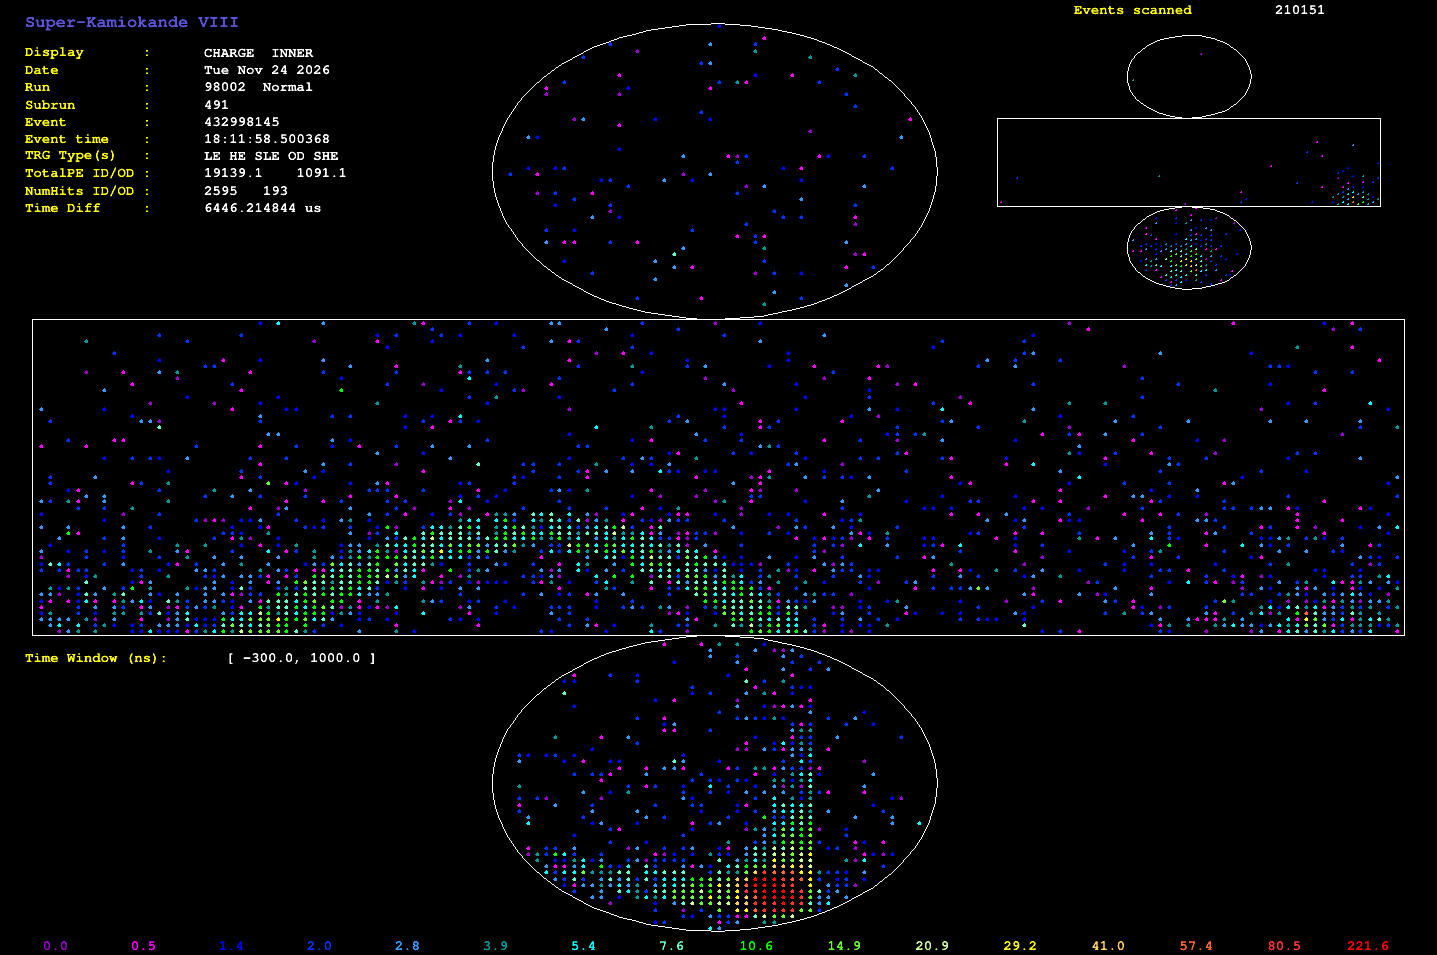 Super-Kamiokande VIII
Events scanned 210151
Display : CHARGE INNER
Date : Tue Nov 24 2026
Run : 98002 Normal
Subrun : 491
Event : 432998145
Event time : 18:11:58.500368
TRG Type(s) : LE HE SLE OD SHE
TotalPE ID/OD : 19139.1 1091.1
NumHits ID/OD : 2595 193
Time Diff : 6446.214844 us
Time Window (ns): [ -300.0, 1000.0 ]
0.0 0.5 1.4 2.0 2.8 3.9 5.4 7.6 10.6 14.9 20.9 29.2 41.0 57.4 80.5 221.6